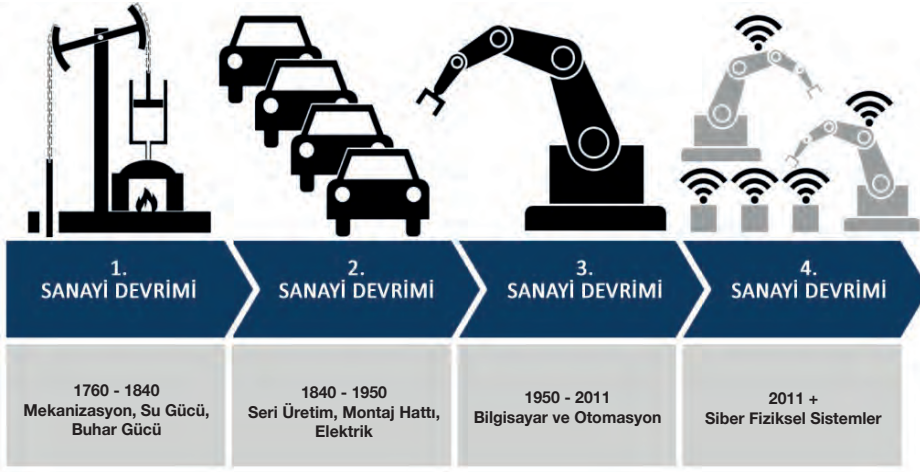 1.
SANAYİ DEVRİMİ
2.
SANAYİ DEVRİMİ
3.
SANAYİ DEVRİMİ
4.
SANAYİ DEVRİMİ
1760 - 1840
Mekanizasyon, Su Gücü,
Buhar Gücü
1840 - 1950
Seri Üretim, Montaj Hattı,
Elektrik
1950 - 2011
Bilgisayar ve Otomasyon
2011 +
Siber Fiziksel Sistemler